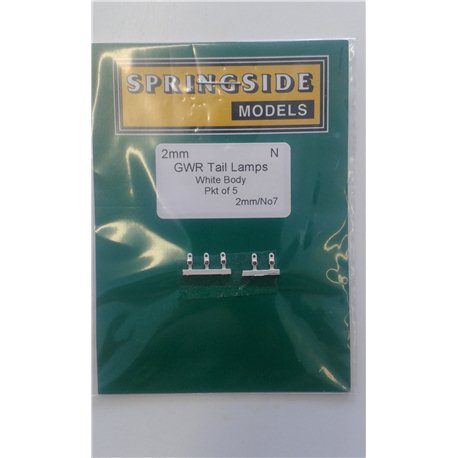 SPRINGSIDE
MODELS
2mm N
GWR Tail Lamps
White Body
Pkt of 5
2mm/No7